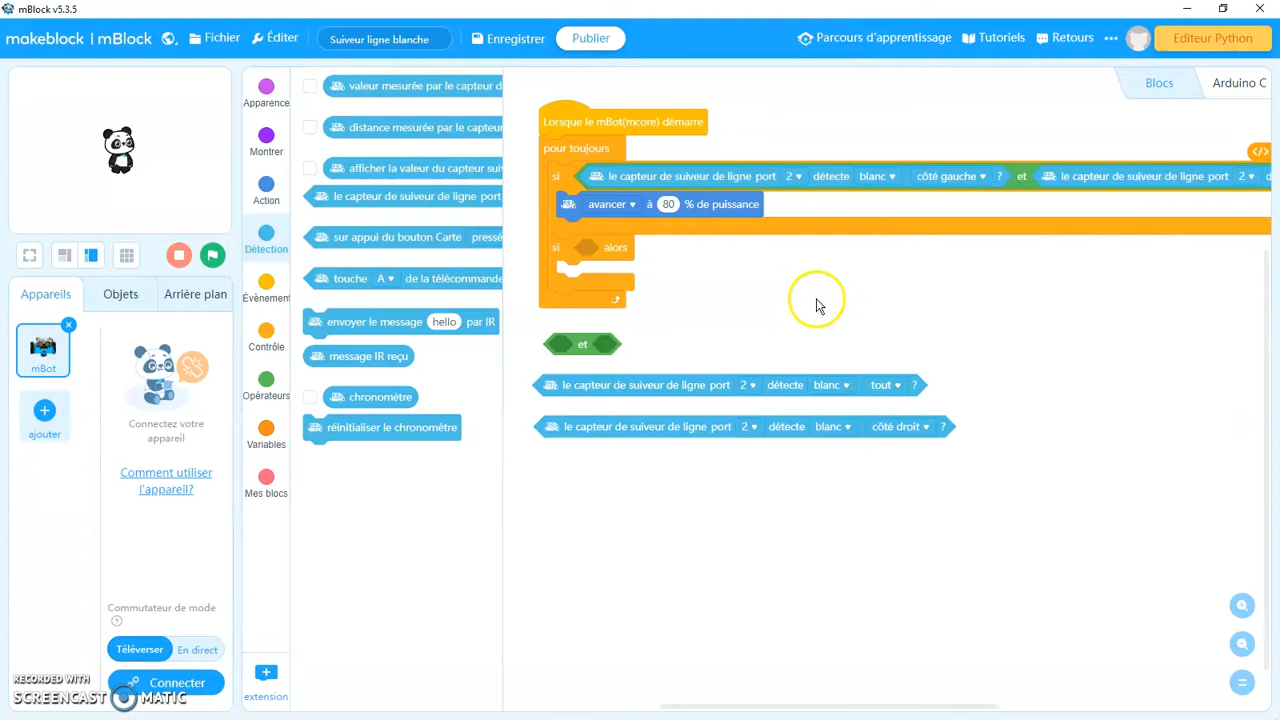 mBlock v5.3.5
makeblock | mBlock Fichier Éditer Suiveur ligne blanche Enregistrer Publier Parcours d'apprentissage Tutoriels Retours Editeur Python
Appareils Objets Arrière plan
mBot
ajouter
Connectez votre
appareil
Comment utiliser
l'appareil?
Commutateur de mode
Téléverser En direct
Connecter
RECORDED WITH
SCREENCAST MATIC
Apparence
Montrer
Action
Détection
Évènement
Contrôle
Opérateurs
Variables
Mes blocs
extension
valeur mesurée par le capteur d
distance mesurée par le capteur
afficher la valeur du capteur sui
le capteur de suiveur de ligne port
sur appui du bouton Carte pressé
touche A de la télécommande
envoyer le message hello par IR
message IR reçu
chronomètre
réinitialiser le chronomètre
Blocs Arduino C
Lorsque le mBot(mcore) démarre
pour toujours
si le capteur de suiveur de ligne port 2 détecte blanc côté gauche ? et le capteur de suiveur de ligne port 2 d
avancer à 80 % de puissance
si alors
et
le capteur de suiveur de ligne port 2 détecte blanc tout ?
le capteur de suiveur de ligne port 2 détecte blanc côté droit ?